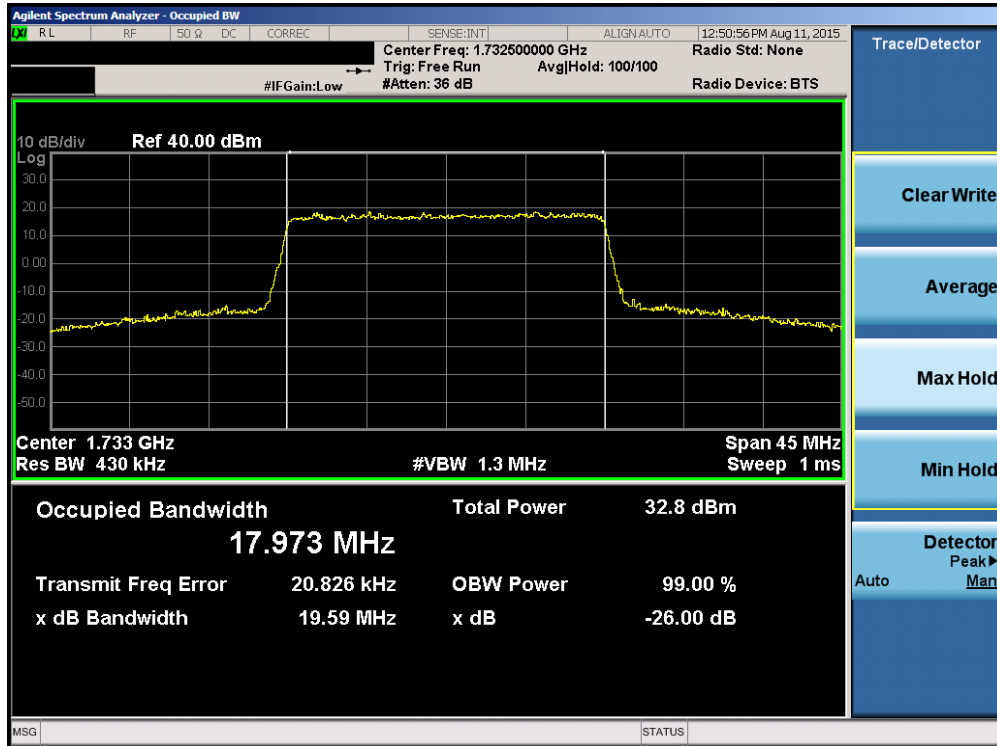 Agilent Spectrum Analyzer - Occupied BW
LXI RL RF 50 Ω DC CORREC SENSE:INT ALIGN AUTO 12:50:56 PM Aug 11, 2015
Center Freq: 1.732500000 GHz Radio Std: None
Trig: Free Run Avg|Hold: 100/100
#IFGain:Low #Atten: 36 dB Radio Device: BTS
10 dB/div Ref 40.00 dBm
Log
30.0
20.0
10.0
0.00
-10.0
-20.0
-30.0
-40.0
-50.0
Center 1.733 GHz Span 45 MHz
Res BW 430 kHz #VBW 1.3 MHz Sweep 1 ms
Occupied Bandwidth Total Power 32.8 dBm
17.973 MHz
Transmit Freq Error 20.826 kHz OBW Power 99.00 %
x dB Bandwidth 19.59 MHz x dB -26.00 dB
MSG STATUS
Trace/Detector
Clear Write
Average
Max Hold
Min Hold
Detector
Peak▶
Auto Man